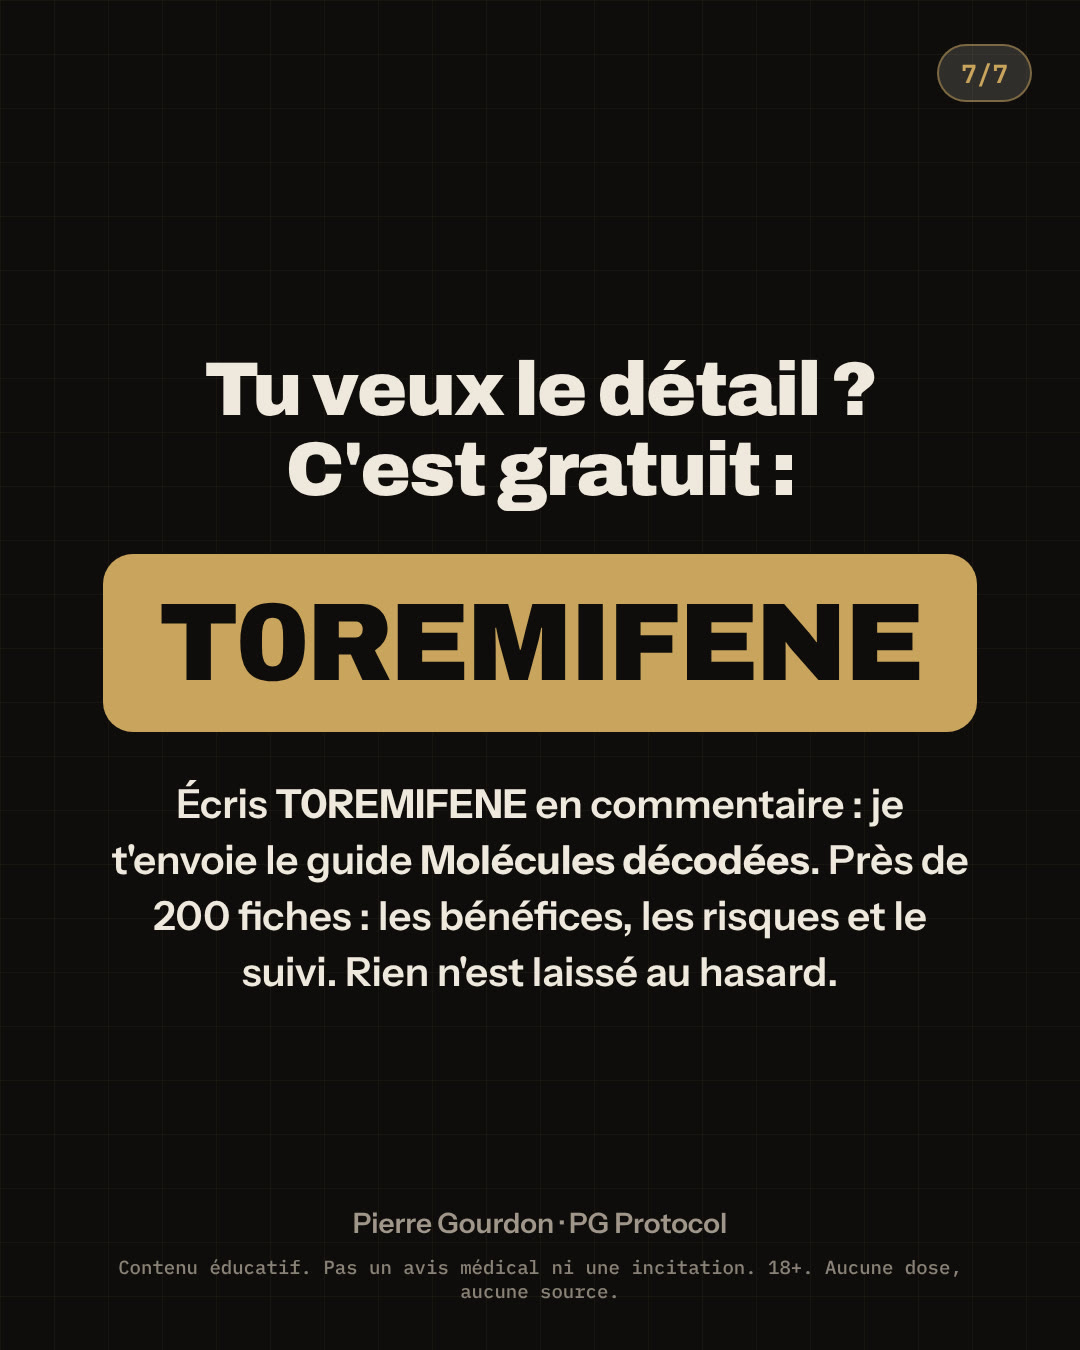 7/7
Tu veux le détail ?
C'est gratuit :
T0REMIFENE
Écris T0REMIFENE en commentaire : je
t'envoie le guide Molécules décodées. Près de
200 fiches : les bénéfices, les risques et le
suivi. Rien n'est laissé au hasard.
Pierre Gourdon · PG Protocol
Contenu éducatif. Pas un avis médical ni une incitation. 18+. Aucune dose,
aucune source.